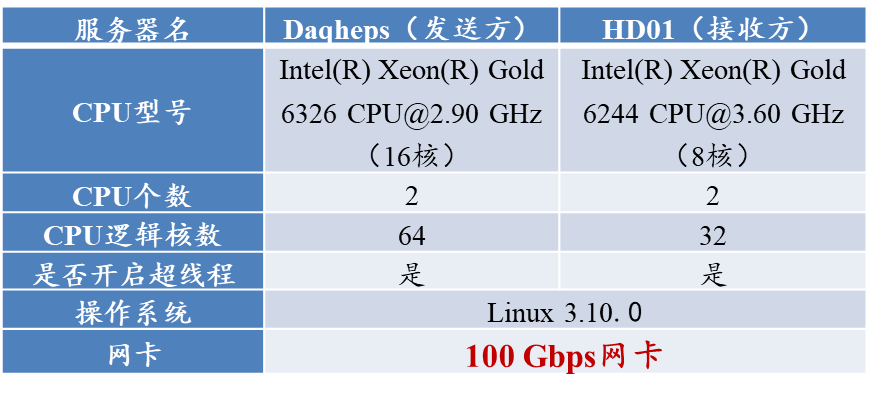 服务器名 Daqheps（发送方） HD01（接收方）
CPU型号
Intel(R) Xeon(R) Gold
6326 CPU@2.90 GHz
（16核）
Intel(R) Xeon(R) Gold
6244 CPU@3.60 GHz
（8核）
CPU个数 2 2
CPU逻辑核数 64 32
是否开启超线程 是 是
操作系统 Linux 3.10.0
网卡 100 Gbps网卡